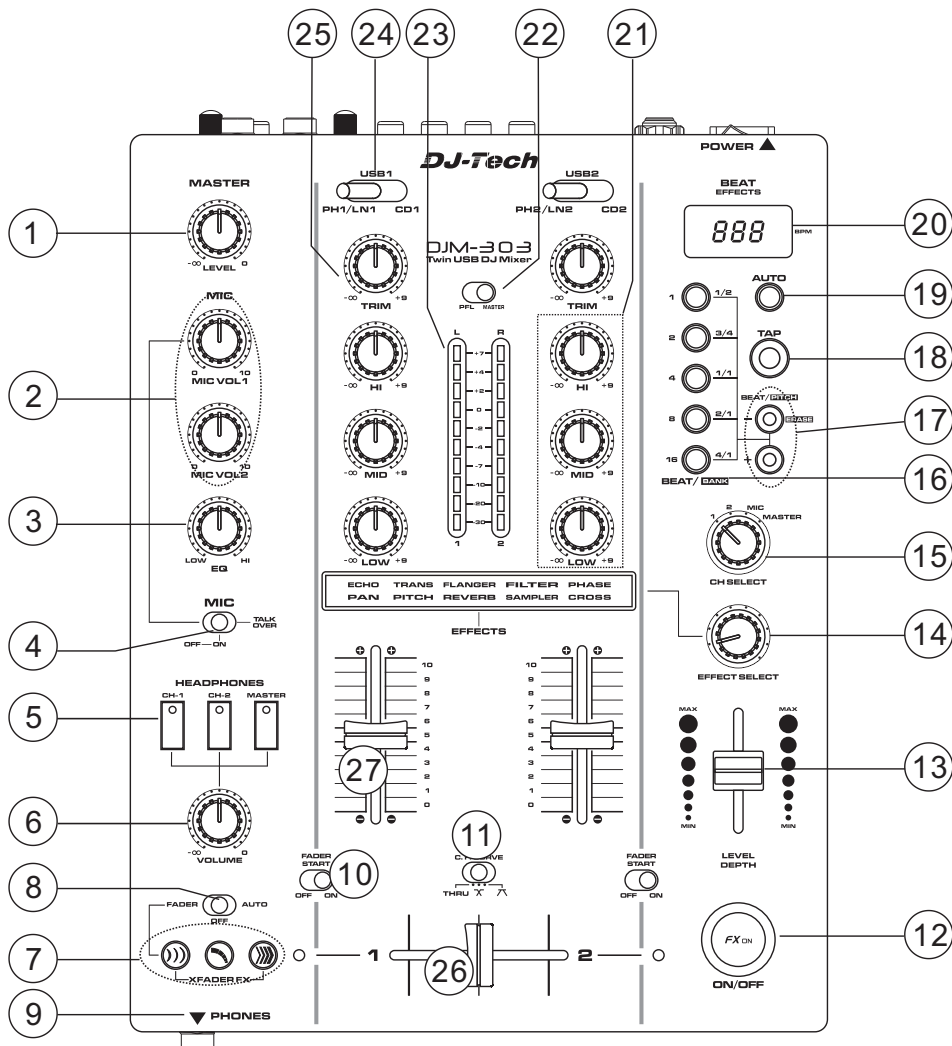 25 24 23 22 21
POWER
DJ-Tech
MASTER
USB1
PH1/LN1 CD1
USB2
PH2/LN2 CD2
BEAT
EFFECTS
1
-∞ LEVEL 0
888 BPM
20
DJM-303
Twin USB DJ Mixer
PFL MASTER
-∞ TRIM +9
-∞ TRIM +9
AUTO
19
TAP
18
1 1/2
2 3/4
4 1/1
8 2/1
16 4/1
BEAT/PITCH
- ERASE
+
17
BEAT/BANK
16
MIC
0 10
MIC VOL1
2
0 10
MIC VOL2
L R
+7
+4
+2
0
-2
-4
-7
-10
-20
-30
1 2
-∞ HI +9
-∞ HI +9
-∞ MID +9
-∞ MID +9
-∞ LOW +9
-∞ LOW +9
3
LOW HI
EQ
1 2 MIC MASTER
CH SELECT
15
ECHO TRANS FLANGER FILTER PHASE
PAN PITCH REVERB SAMPLER CROSS
EFFECTS
MIC
TALK
OVER
OFF ON
4
EFFECT SELECT
14
HEADPHONES
CH-1 CH-2 MASTER
5
10
9
8
7
6
5
4
3
2
1
0
27
10
9
8
7
6
5
4
3
2
1
0
MAX MAX
MIN MIN
13
LEVEL
DEPTH
6
-∞ 0
VOLUME
FADER
START
OFF ON
10
11
THRU
FADER
START
OFF ON
8
FADER AUTO
OFF
7
XFADER FX
1 26 2
FX ON
ON/OFF
12
9
PHONES